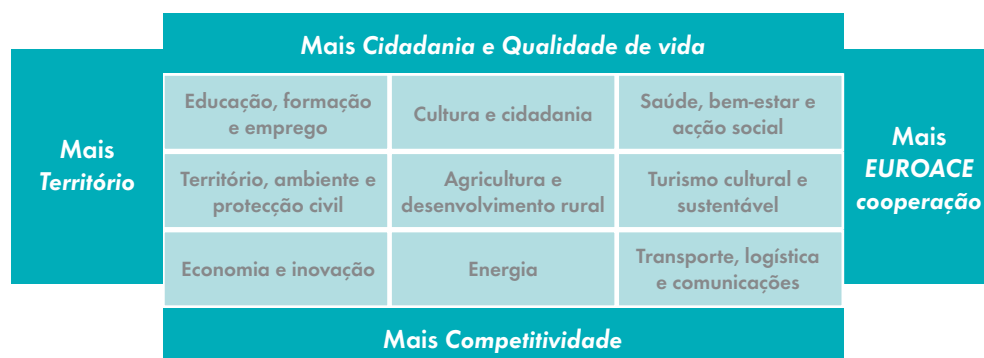 Mais Cidadania e Qualidade de vida
Mais
Território
Educação, formação
e emprego
Cultura e cidadania
Saúde, bem-estar e
acção social
Território, ambiente e
protecção civil
Agricultura e
desenvolvimento rural
Turismo cultural e
sustentável
Economia e inovação
Energia
Transporte, logística
e comunicações
Mais
EUROACE
cooperação
Mais Competitividade